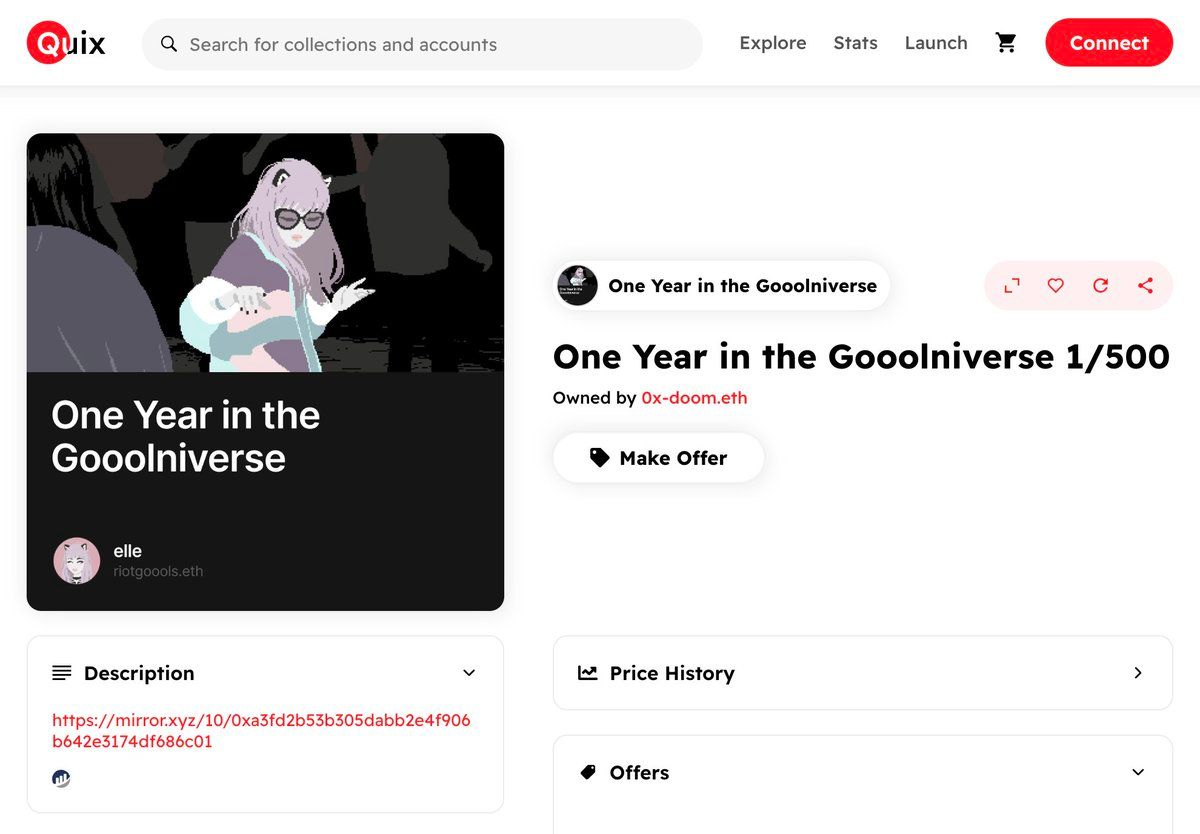 Quix
Search for collections and accounts
Explore
Stats
Launch
Connect
One Year in the
Gooolniverse
elle
riotgoools.eth
One Year in the Gooolniverse
One Year in the Gooolniverse 1/500
Owned by 0x-doom.eth
Make Offer
Description
https://mirror.xyz/10/0xa3fd2b53b305dabb2e4f906
b642e3174df686c01
Price History
Offers